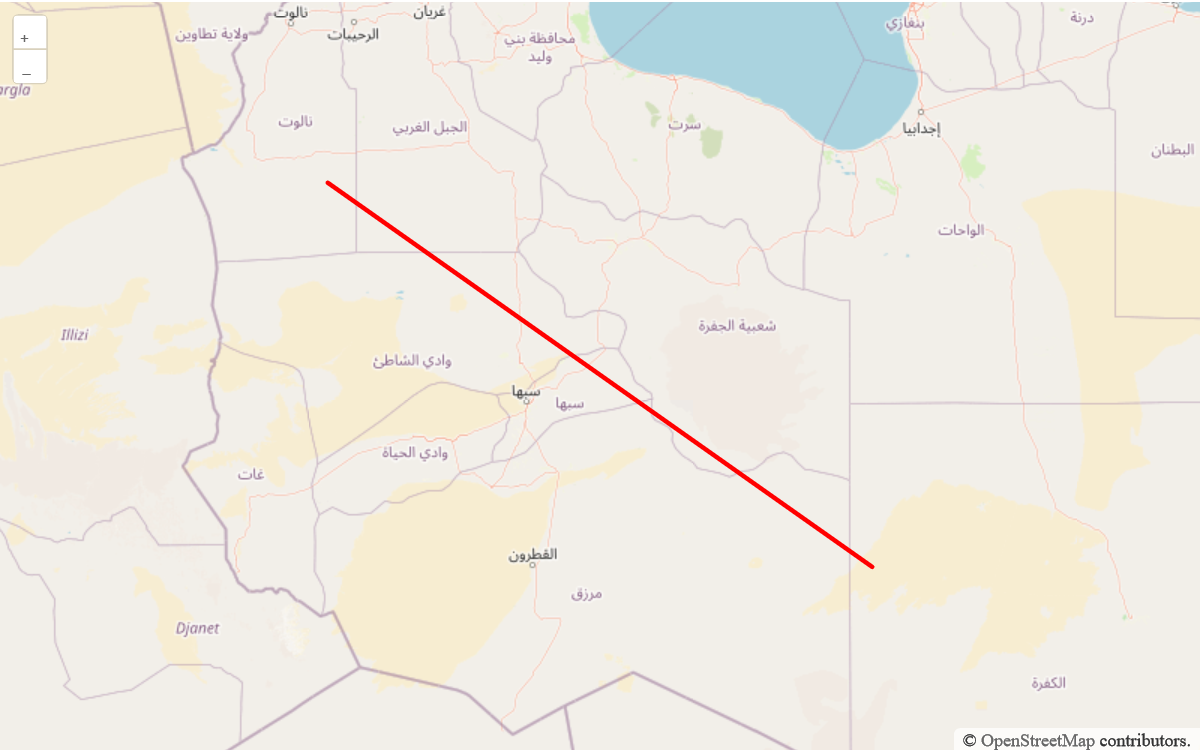 +
–
نالوت
ولاية تطاوين
الرحيبات
غريان
محافظة بني
وليد
بنغازي
درنة
نالوت
الجبل الغربي
سرت
إجدابيا
البطنان
الواحات
Illizi
وادي الشاطئ
شعبية الجفرة
سبها
سبها
وادي الحياة
غات
القطرون
مرزق
Djanet
الكفرة
© OpenStreetMap contributors.